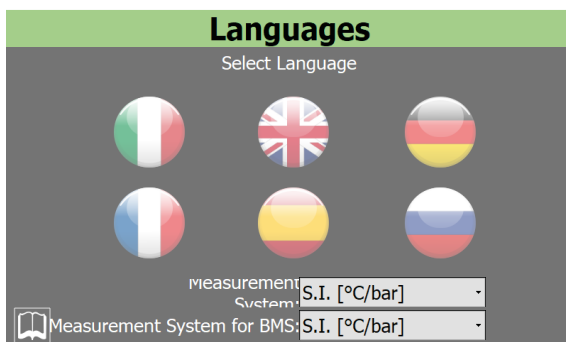 Languages
Select Language
Measurement
System:
S.I. [°C/bar]
Measurement System for BMS:
S.I. [°C/bar]